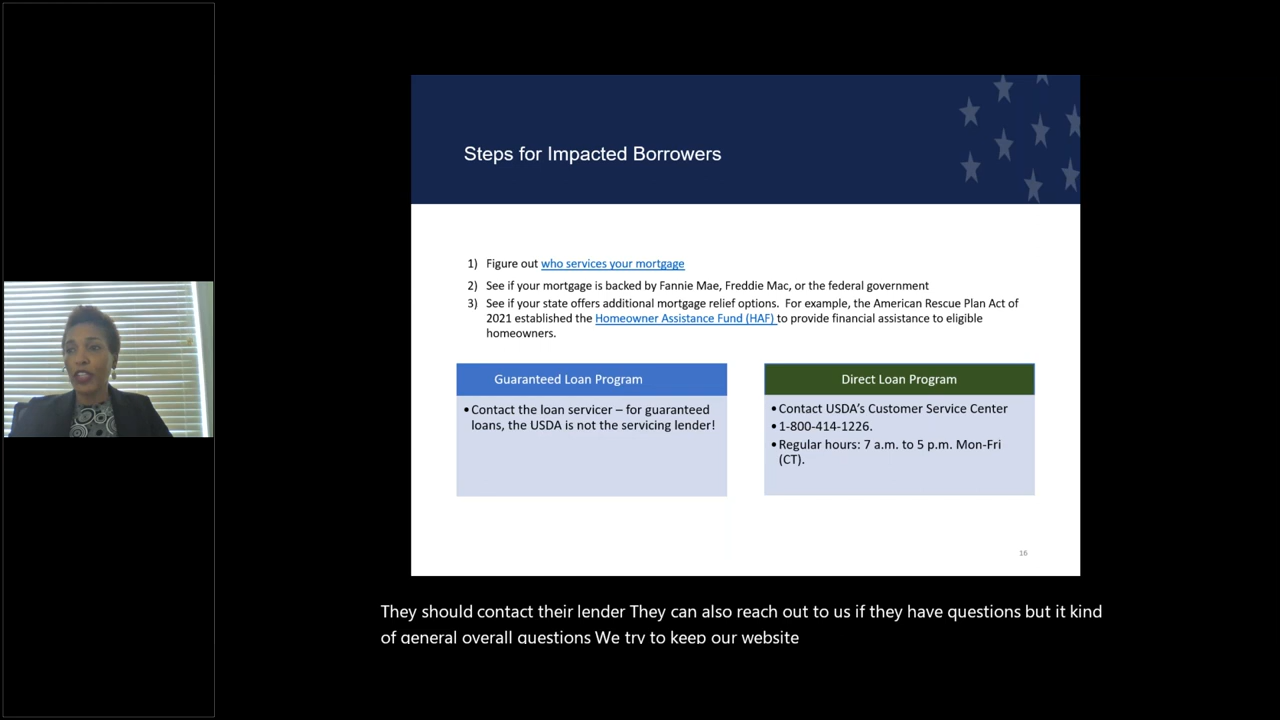 Steps for Impacted Borrowers
1) Figure out who services your mortgage
2) See if your mortgage is backed by Fannie Mae, Freddie Mac, or the federal government
3) See if your state offers additional mortgage relief options. For example, the American Rescue Plan Act of
2021 established the Homeowner Assistance Fund (HAF) to provide financial assistance to eligible
homeowners.
Guaranteed Loan Program
• Contact the loan servicer – for guaranteed
loans, the USDA is not the servicing lender!
Direct Loan Program
• Contact USDA's Customer Service Center
• 1-800-414-1226.
• Regular hours: 7 a.m. to 5 p.m. Mon-Fri
(CT).
16
They should contact their lender They can also reach out to us if they have questions but it kind
of general overall questions We try to keep our website